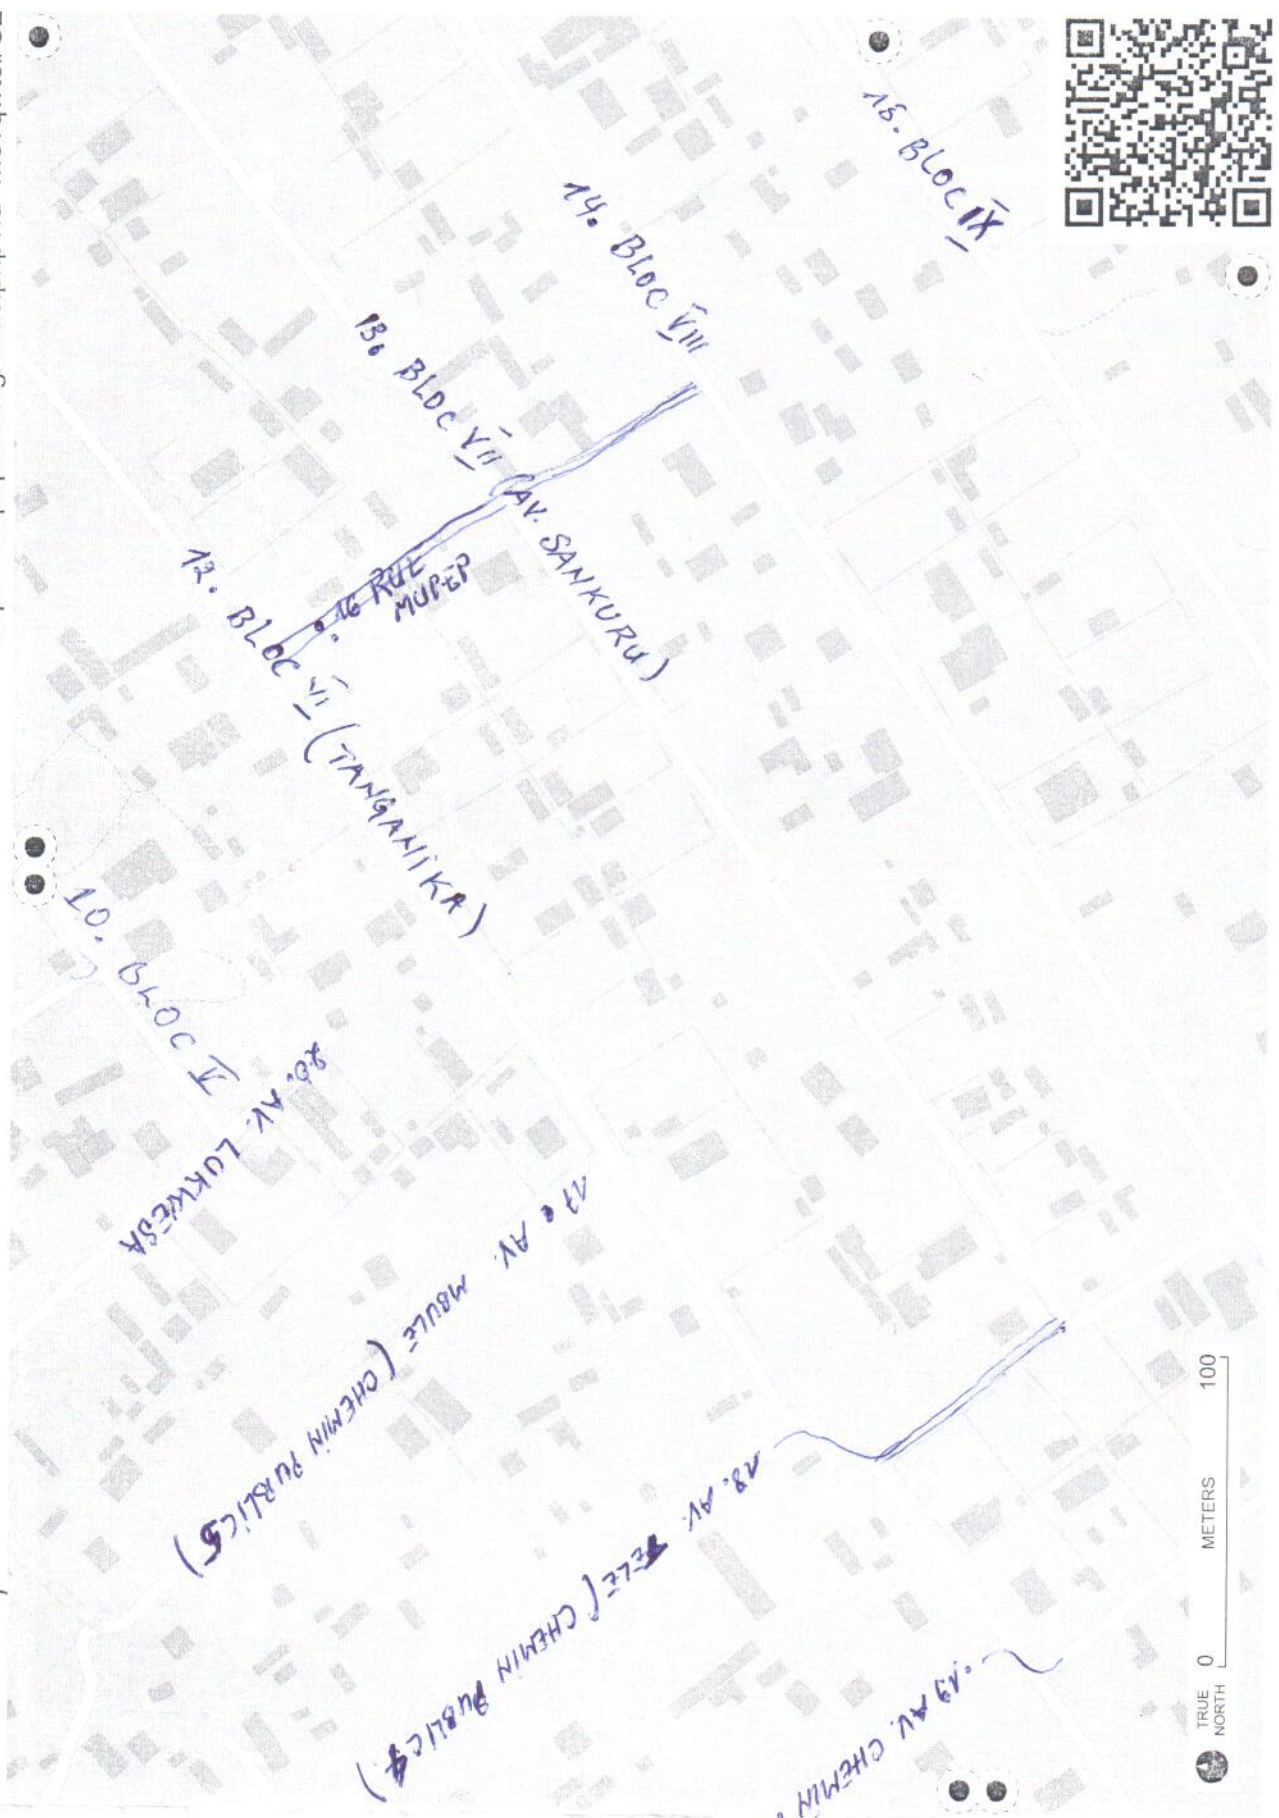 15. BLOC IX
14. BLOC VIII
13. BLOC VII (AV. SANKURU)
16 RUE
MUPEP
12. BLOC VI (TANGANIKA)
10. BLOC V
20. AV. LUKWESA
17. AV. MBULE (CHEMIN PUBLIC 5)
18. AV. TELE (CHEMIN PUBLIC 4)
19 AV. CHEMIN
TRUE
NORTH
0 METERS 100